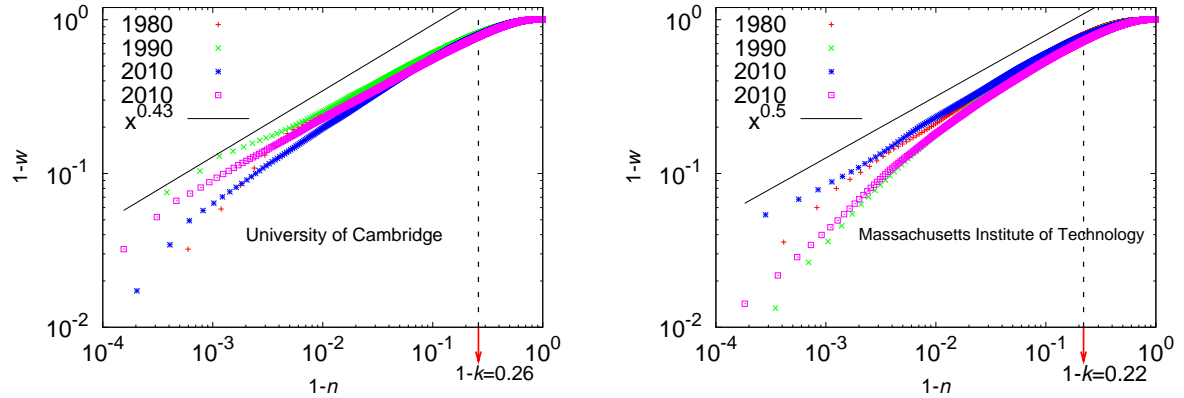 10^0
10^-1
10^-2
1-w
1980
1990
2010
2010
x^0.43
University of Cambridge
10^-4
10^-3
10^-2
10^-1
10^0
1-k=0.26
1-n
10^0
10^-1
10^-2
1-w
1980
1990
2010
2010
x^0.5
Massachusetts Institute of Technology
10^-4
10^-3
10^-2
10^-1
10^0
1-k=0.22
1-n